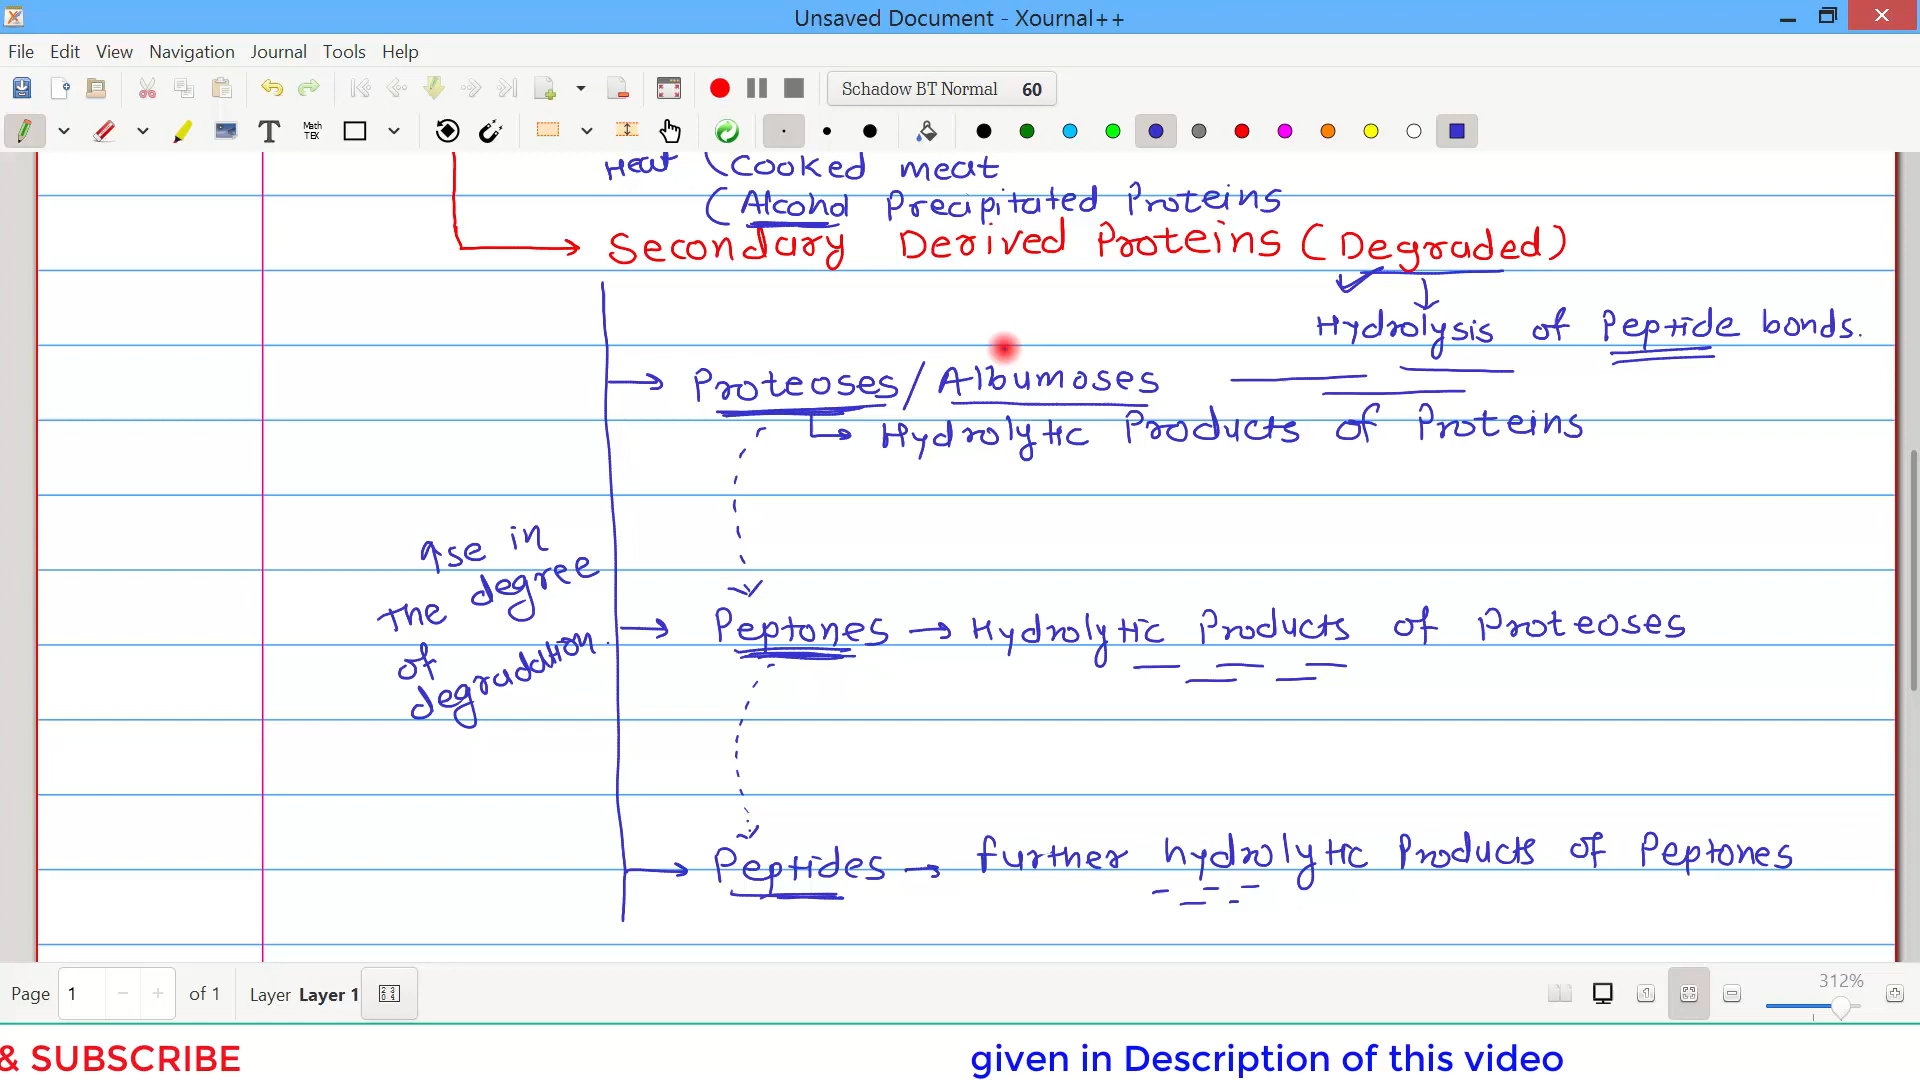 Unsaved Document - Xournal++
File Edit View Navigation Journal Tools Help
Schadow BT Normal 60
Math
TEX
Heat (Cooked meat
(Alcohol Precipitated Proteins
Secondary Derived Proteins (Degraded)
Hydrolysis of Peptide bonds.
Proteoses / Albumoses
Hydrolytic Products of Proteins
↑se in
the degree
of
degradation.
Peptones → Hydrolytic Products of Proteoses
Peptides → further hydrolytic Products of Peptones
Page 1 of 1 Layer Layer 1 312%
& SUBSCRIBE given in Description of this video